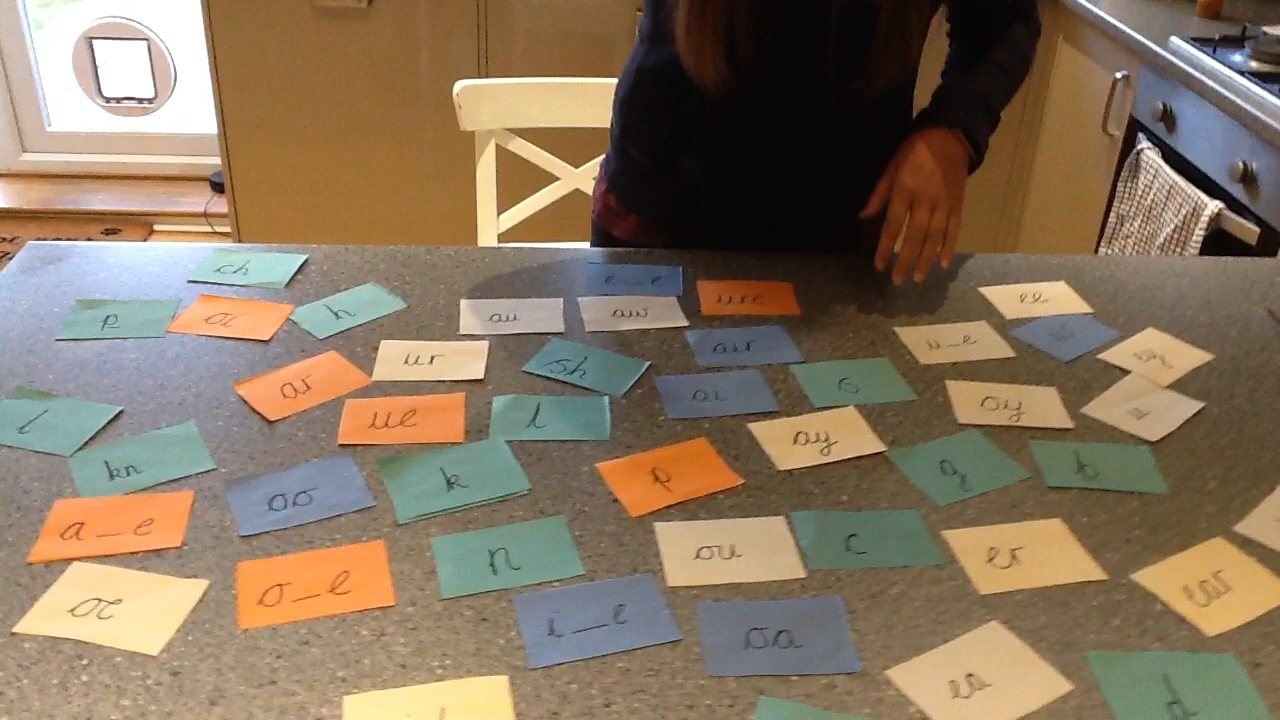 ch
e_e
ure
ee
p
oi
h
au
aw
u_e
ur
sh
air
ar
ai
o
oy
ue
l
l
ay
kn
oo
k
p
g
b
a_e
n
ou
c
er
ear
oe
o_e
i_e
oa
ea
d